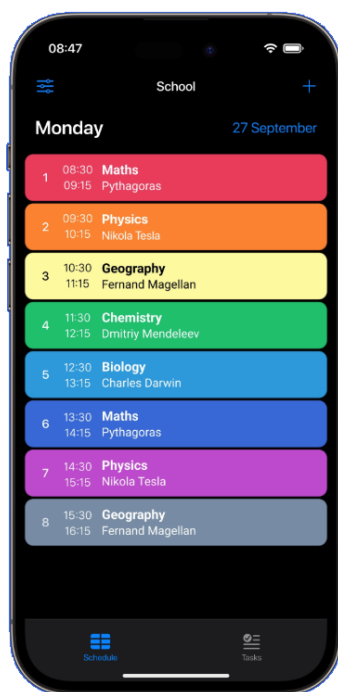 08:47
School
Monday 27 September
1 08:30 Maths
09:15 Pythagoras
2 09:30 Physics
10:15 Nikola Tesla
3 10:30 Geography
11:15 Fernand Magellan
4 11:30 Chemistry
12:15 Dmitriy Mendeleev
5 12:30 Biology
13:15 Charles Darwin
6 13:30 Maths
14:15 Pythagoras
7 14:30 Physics
15:15 Nikola Tesla
8 15:30 Geography
16:15 Fernand Magellan
Schedule Tasks